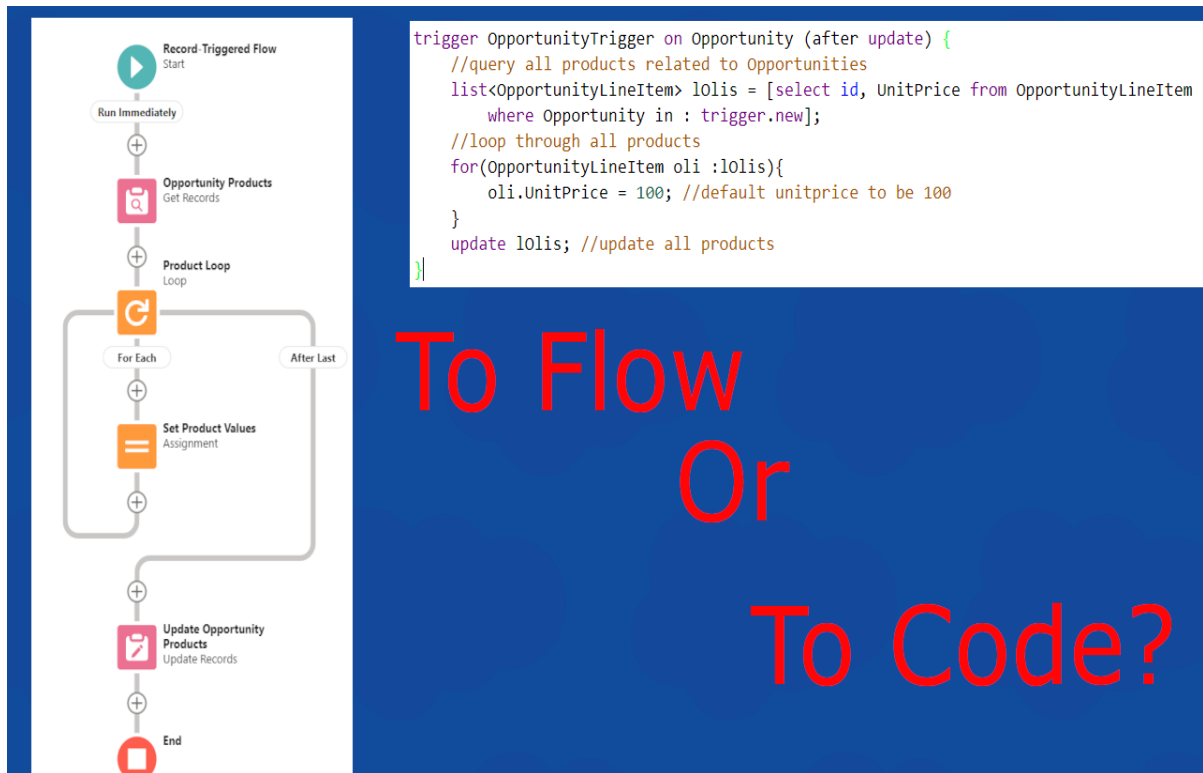 Record-Triggered Flow
Start
Run Immediately
Opportunity Products
Get Records
Product Loop
Loop
For Each
After Last
Set Product Values
Assignment
Update Opportunity
Products
Update Records
End
trigger OpportunityTrigger on Opportunity (after update) {
    //query all products related to Opportunities
    list<OpportunityLineItem> lOlis = [select id, UnitPrice from OpportunityLineItem
        where Opportunity in : trigger.new];
    //loop through all products
    for(OpportunityLineItem oli :lOlis){
        oli.UnitPrice = 100; //default unitprice to be 100
    }
    update lOlis; //update all products
}
To Flow
Or
To Code?